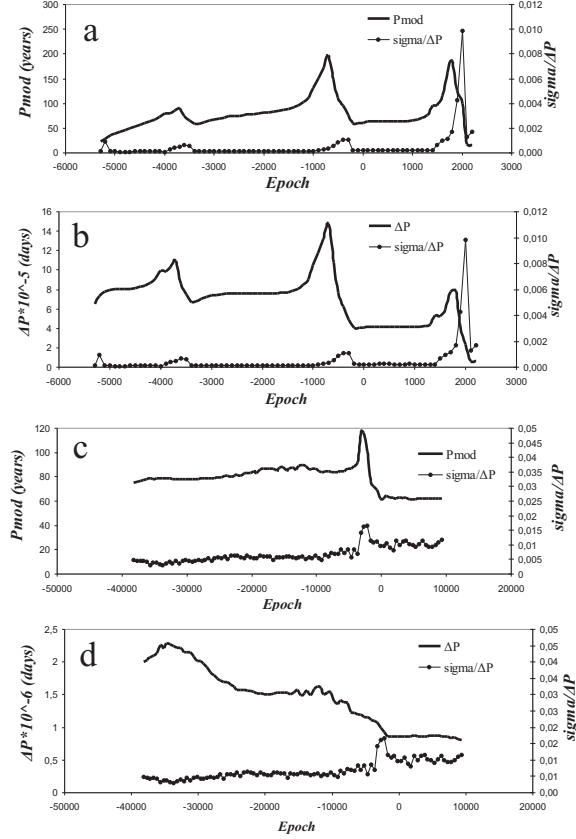 a
Pmod (years)
300
250
200
150
100
50
0
Pmod
sigma/ΔP
0,010
0,008
0,006
0,004
0,002
0,000
sigma/ΔP
-6000 -5000 -4000 -3000 -2000 -1000 0 1000 2000 3000
Epoch
b
ΔP*10^-5 (days)
16
14
12
10
8
6
4
2
0
ΔP
sigma/ΔP
0,012
0,010
0,008
0,006
0,004
0,002
0,000
sigma/ΔP
-6000 -5000 -4000 -3000 -2000 -1000 0 1000 2000 3000
Epoch
c
Pmod (years)
120
100
80
60
40
20
0
Pmod
sigma/ΔP
0,05
0,045
0,04
0,035
0,03
0,025
0,02
0,015
0,01
0,005
0
sigma/ΔP
-50000 -40000 -30000 -20000 -10000 0 10000 20000
Epoch
d
ΔP*10^-6 (days)
2,5
2
1,5
1
0,5
0
ΔP
sigma/ΔP
0,05
0,05
0,04
0,04
0,03
0,03
0,02
0,02
0,01
0,01
0,00
sigma/ΔP
-50000 -40000 -30000 -20000 -10000 0 10000 20000
Epoch